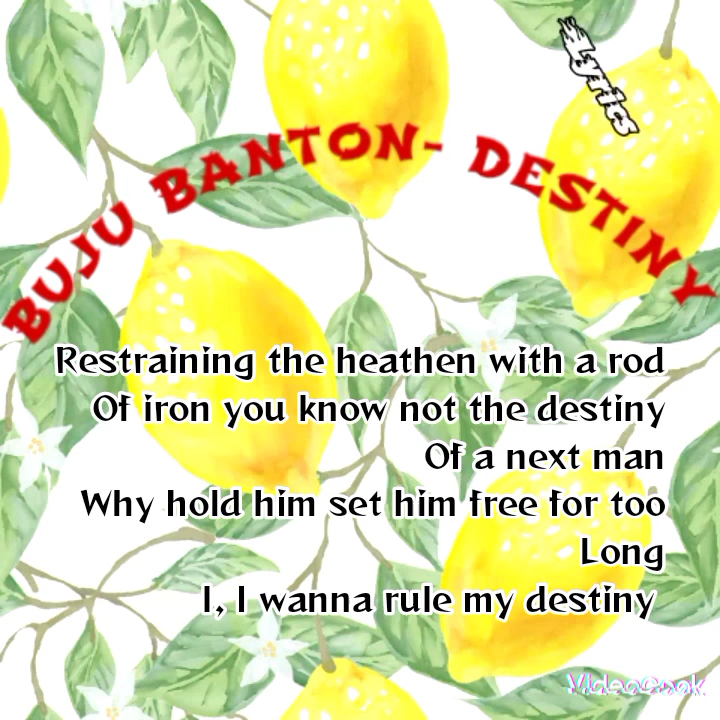 Lyrics
BUJU BANTON- DESTINY
Restraining the heathen with a rod
Of iron you know not the destiny
Of a next man
Why hold him set him free for too
Long
I, I wanna rule my destiny
VideoCook